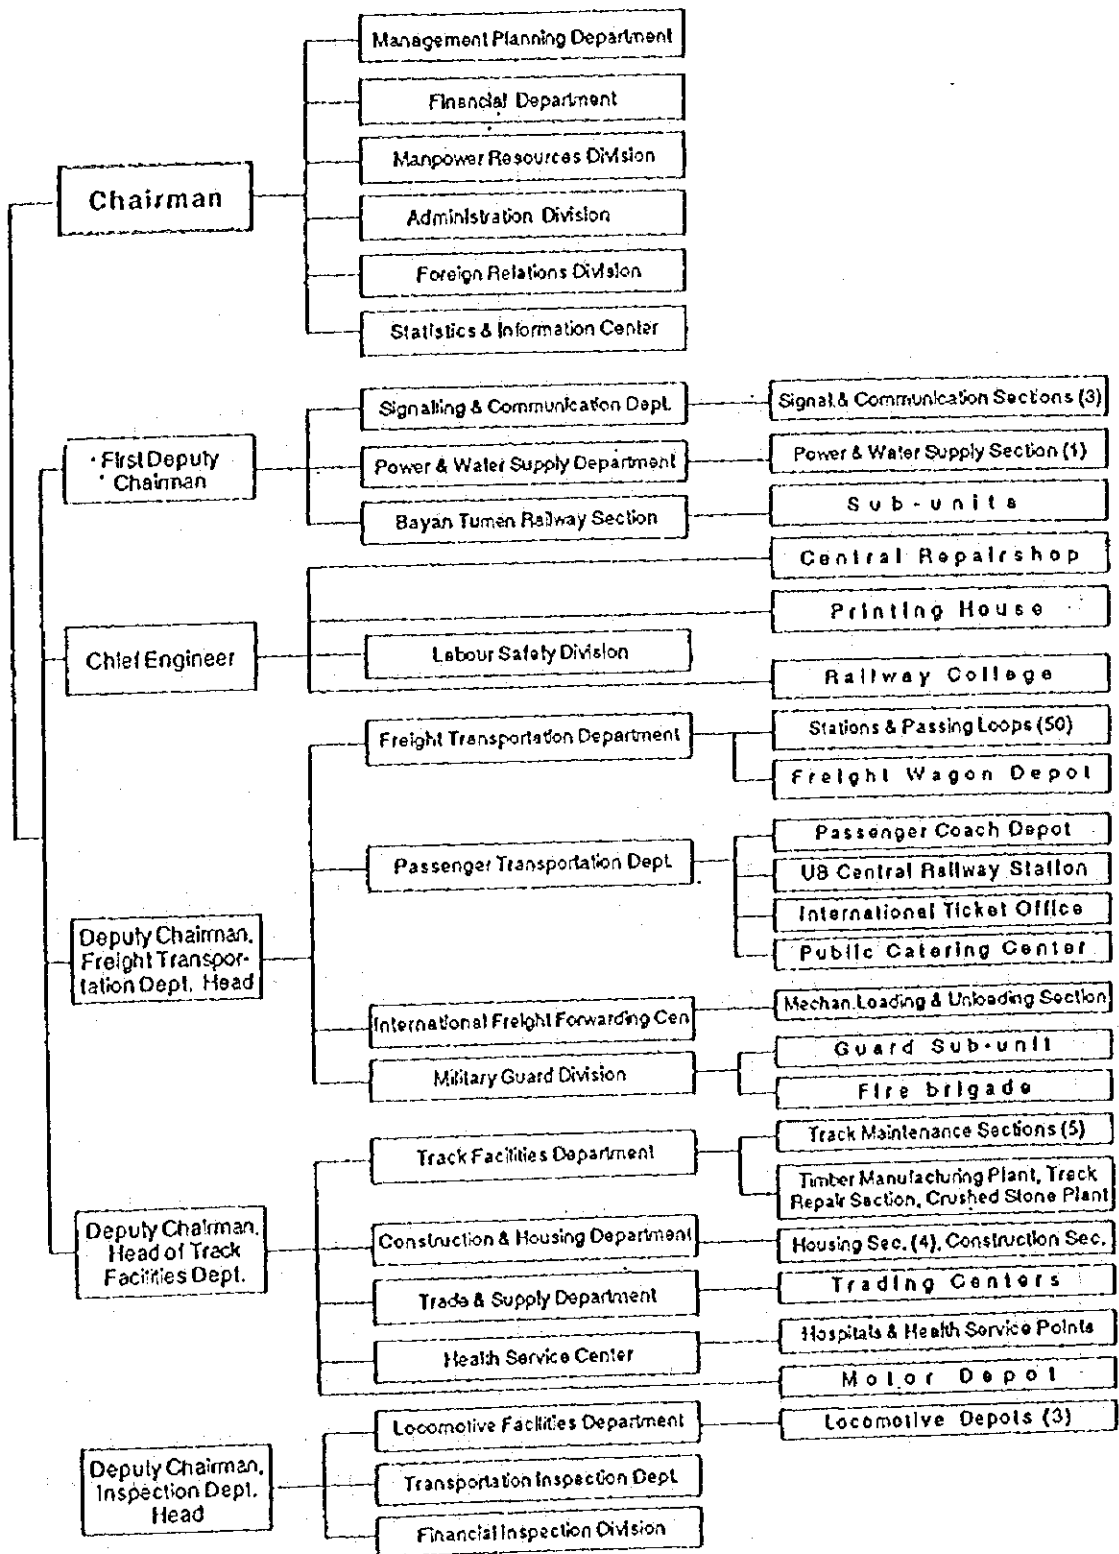 Management Planning Department
Financial Department
Manpower Resources Division
Chairman
Administration Division
Foreign Relations Division
Statistics & Information Center
Signalling & Communication Dept.
Signal & Communication Sections (3)
First Deputy
Chairman
Power & Water Supply Department
Power & Water Supply Section (1)
Bayan Tumen Railway Section
Sub-units
Central Repairshop
Printing House
Chief Engineer
Labour Safety Division
Railway College
Freight Transportation Department
Stations & Passing Loops (50)
Freight Wagon Depot
Passenger Transportation Dept.
Passenger Coach Depot
UB Central Railway Station
International Ticket Office
Public Catering Center
Deputy Chairman,
Freight Transpor-
tation Dept, Head
International Freight Forwarding Cen
Mechan.Loading & Unloading Section
Military Guard Division
Guard Sub-unit
Fire brigade
Track Facilities Department
Track Maintenance Sections (5)
Timber Manufacturing Plant, Track
Repair Section, Crushed Stone Plant
Deputy Chairman,
Head of Track
Facilities Dept.
Construction & Housing Department
Housing Sec. (4), Construction Sec.
Trade & Supply Department
Trading Centers
Health Service Center
Hospitals & Health Service Points
Motor Depot
Locomotive Facilities Department
Locomotive Depots (3)
Deputy Chairman,
Inspection Dept,
Head
Transportation Inspection Dept.
Financial Inspection Division